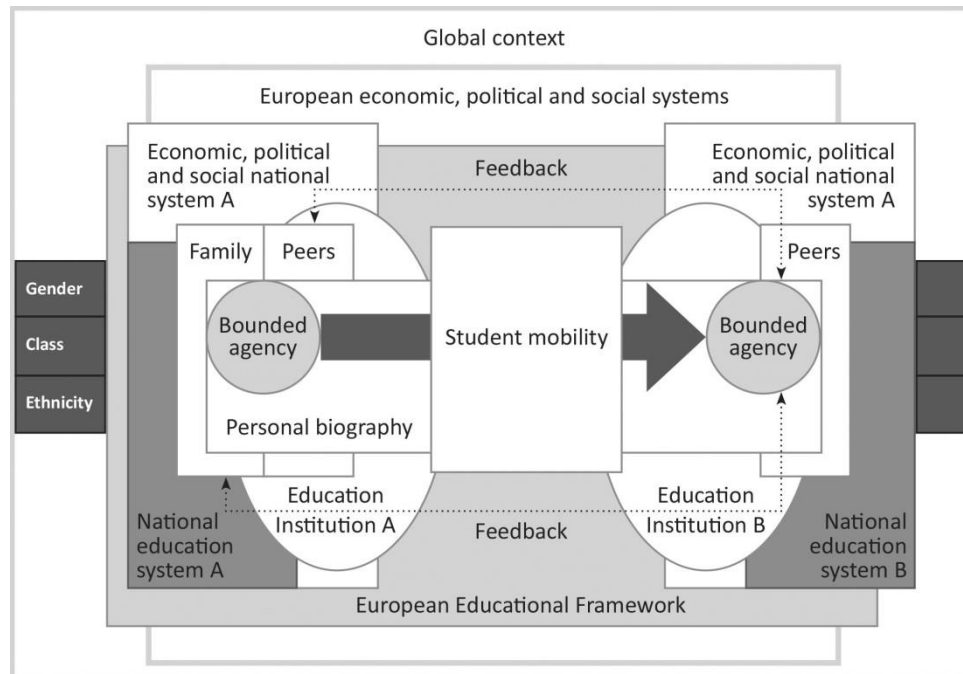 Global context
European economic, political and social systems
Economic, political
and social national
system A
Feedback
Economic, political
and social national
system A
Family
Peers
Peers
Gender
Class
Ethnicity
Bounded
agency
Student mobility
Bounded
agency
Personal biography
Education
Institution A
Education
Institution B
National
education
system A
Feedback
National
education
system B
European Educational Framework